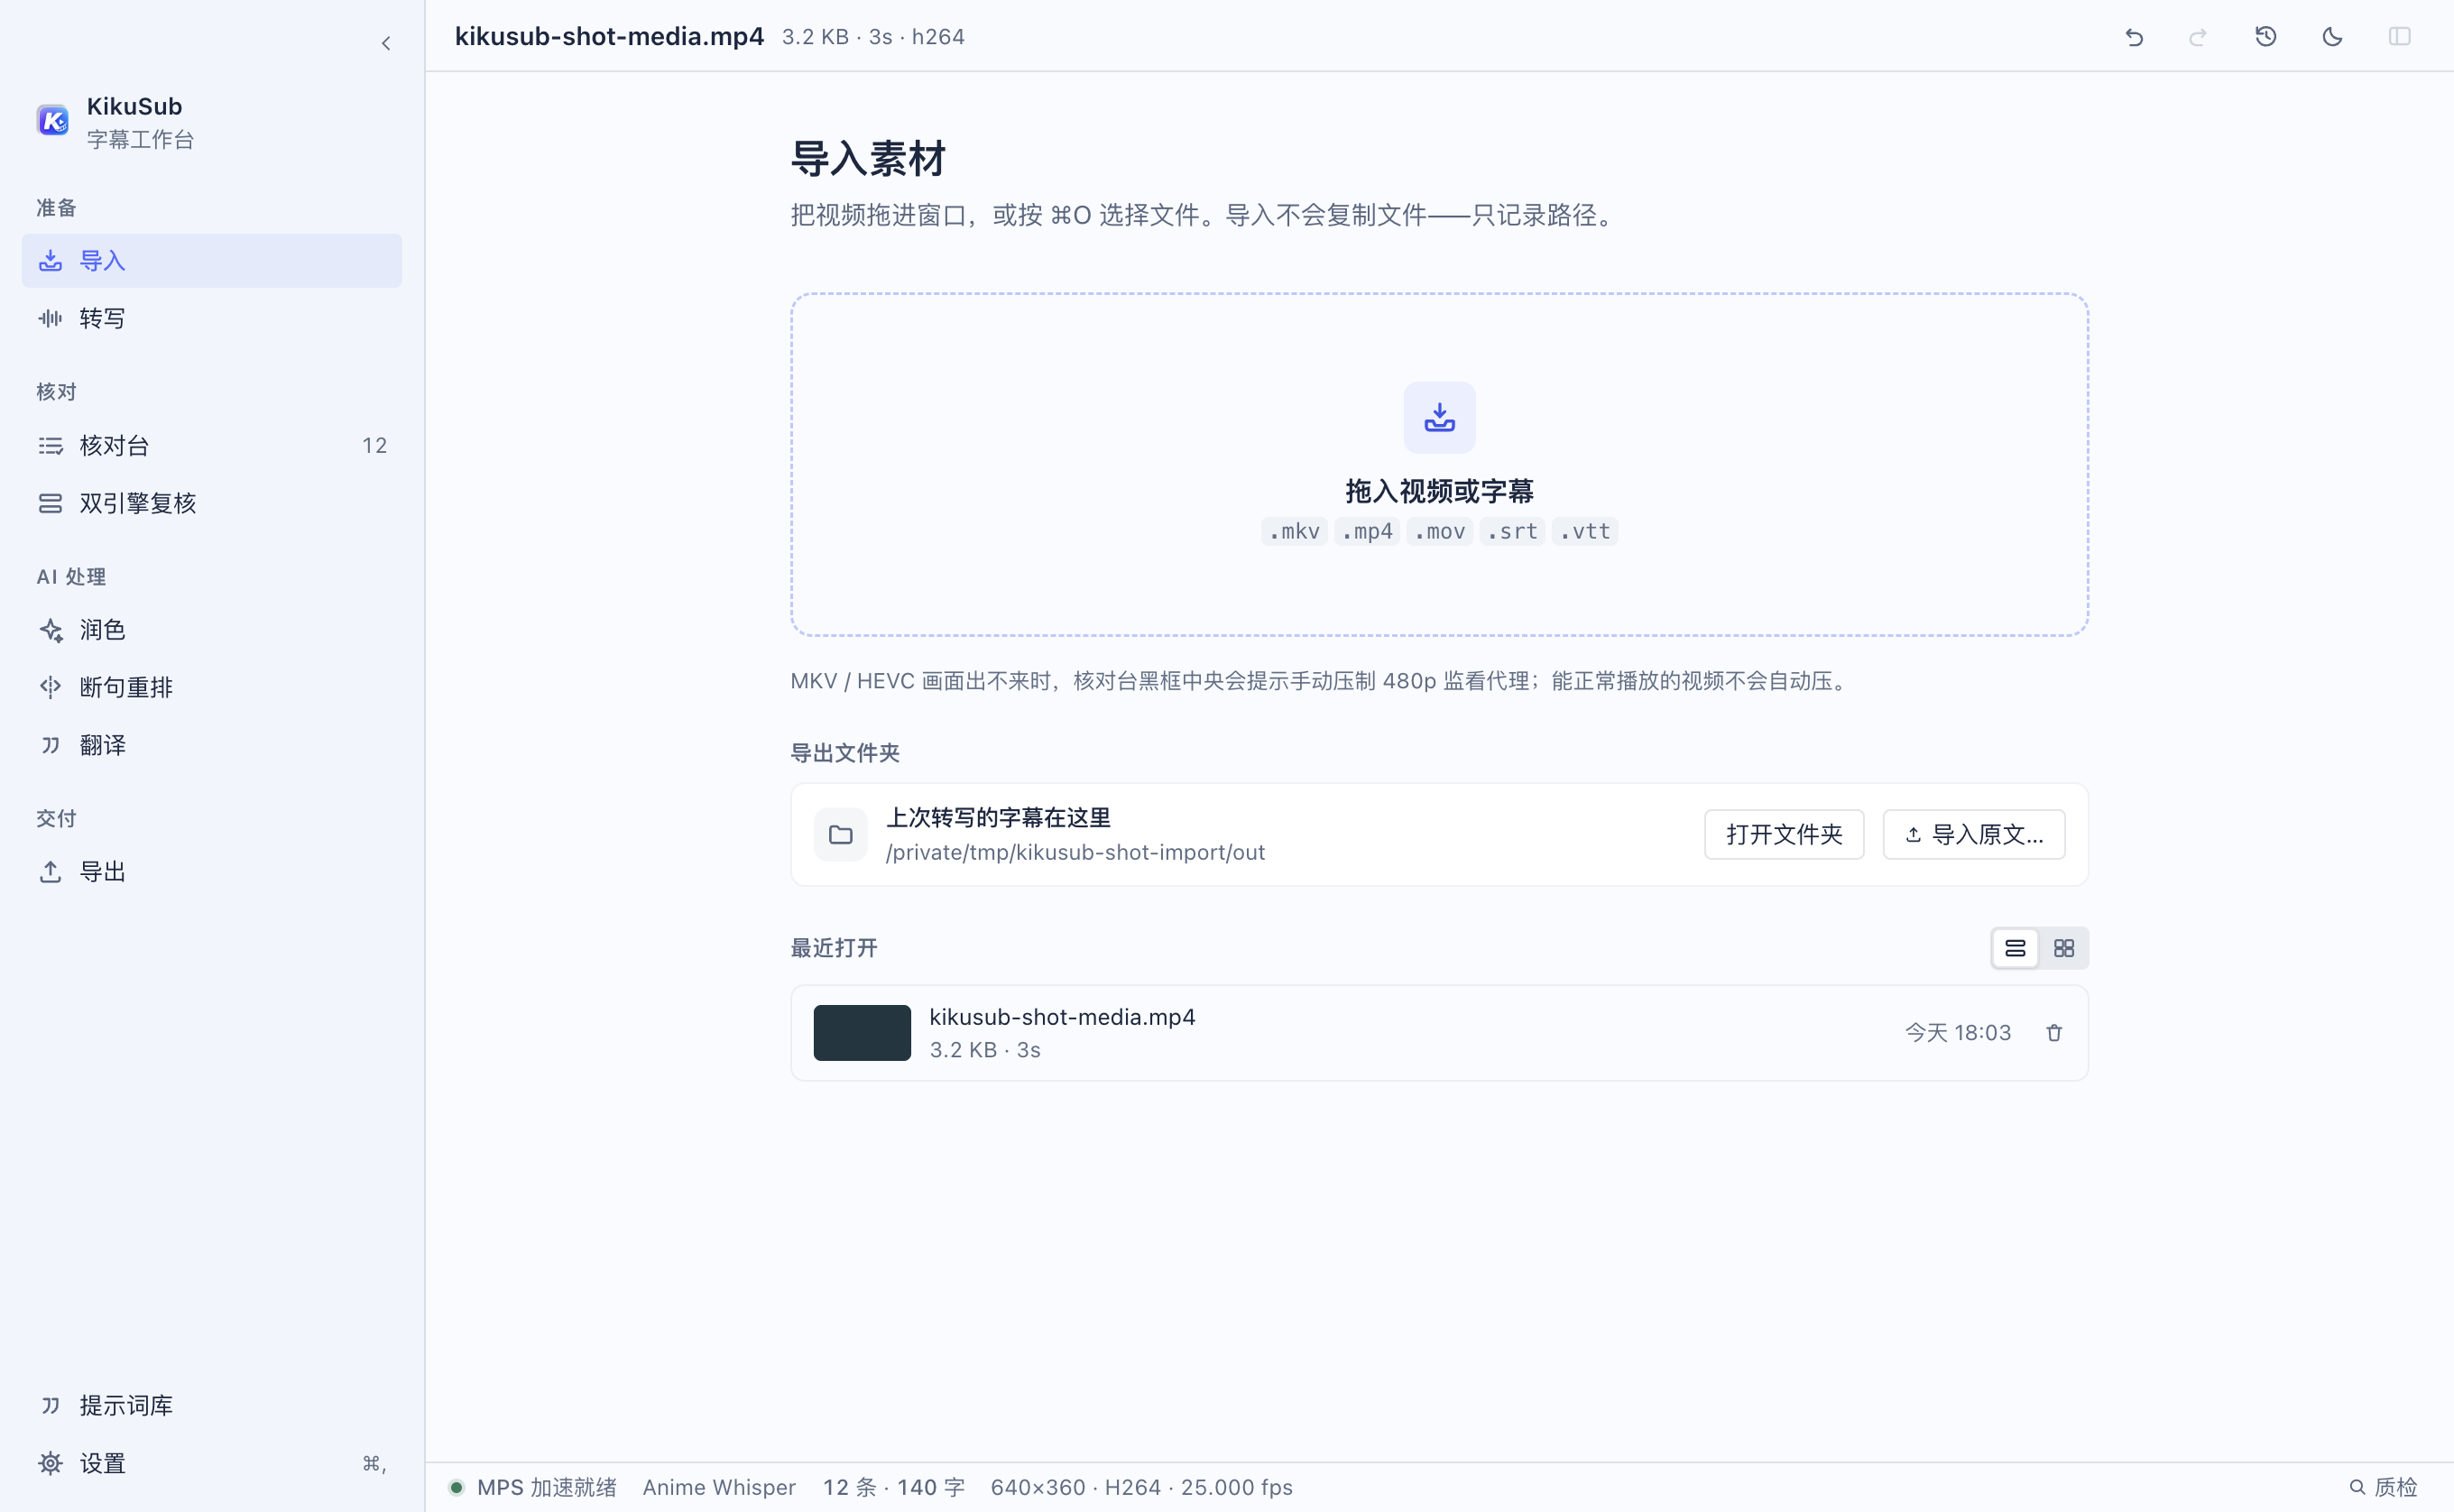 KikuSub
字幕工作台
准备
导入
转写
核对
核对台 12
双引擎复核
AI 处理
润色
断句重排
翻译
交付
导出
提示词库
设置 ⌘,
kikusub-shot-media.mp4 3.2 KB · 3s · h264
导入素材
把视频拖进窗口，或按 ⌘O 选择文件。导入不会复制文件——只记录路径。
拖入视频或字幕
.mkv .mp4 .mov .srt .vtt
MKV / HEVC 画面出不来时，核对台黑框中央会提示手动压制 480p 监看代理；能正常播放的视频不会自动压。
导出文件夹
上次转写的字幕在这里
/private/tmp/kikusub-shot-import/out
打开文件夹
导入原文...
最近打开
kikusub-shot-media.mp4
3.2 KB · 3s
今天 18:03
MPS 加速就绪 Anime Whisper 12 条 · 140 字 640×360 · H264 · 25.000 fps
质检